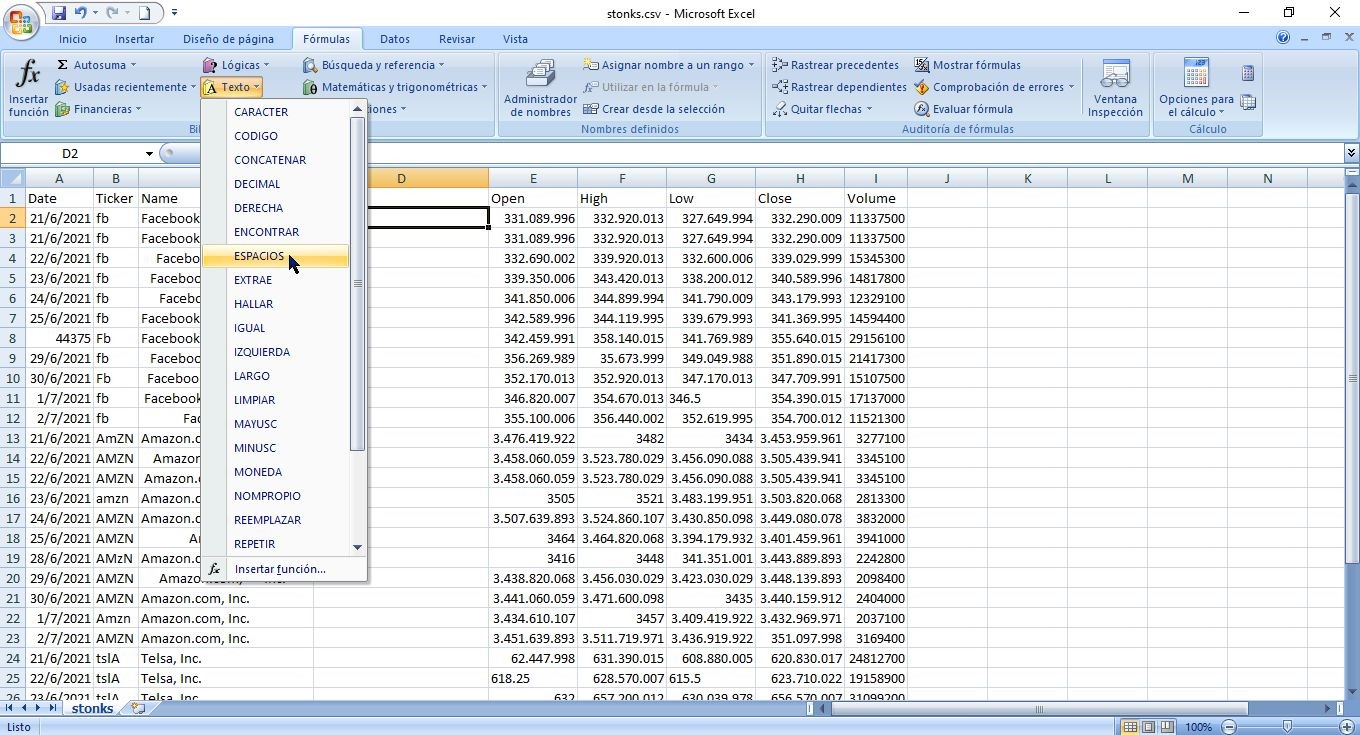 stonks.csv - Microsoft Excel
Inicio Insertar Diseño de página Fórmulas Datos Revisar Vista
fx Insertar función
Σ Autosuma
Usadas recientemente
Financieras
Lógicas
Texto
Búsqueda y referencia
Matemáticas y trigonométricas
iones
Bi
Administrador de nombres
Asignar nombre a un rango
Utilizar en la fórmula
Crear desde la selección
Nombres definidos
Rastrear precedentes
Rastrear dependientes
Quitar flechas
Mostrar fórmulas
Comprobación de errores
Evaluar fórmula
Auditoría de fórmulas
Ventana Inspección
Opciones para el cálculo
Cálculo
D2
CARACTER
CODIGO
CONCATENAR
DECIMAL
DERECHA
ENCONTRAR
ESPACIOS
EXTRAE
HALLAR
IGUAL
IZQUIERDA
LARGO
LIMPIAR
MAYUSC
MINUSC
MONEDA
NOMPROPIO
REEMPLAZAR
REPETIR
fx Insertar función...
A B D E F G H I J K L M N
1 Date Ticker Name Open High Low Close Volume
2 21/6/2021 fb Facebook 331.089.996 332.920.013 327.649.994 332.290.009 11337500
3 21/6/2021 fb Facebook 331.089.996 332.920.013 327.649.994 332.290.009 11337500
4 22/6/2021 fb Facebo 332.690.002 339.920.013 332.600.006 339.029.999 15345300
5 23/6/2021 fb Faceboo 339.350.006 343.420.013 338.200.012 340.589.996 14817800
6 24/6/2021 fb Faceb 341.850.006 344.899.994 341.790.009 343.179.993 12329100
7 25/6/2021 fb Facebook 342.589.996 344.119.995 339.679.993 341.369.995 14594400
8 44375 Fb Facebook 342.459.991 358.140.015 341.769.989 355.640.015 29156100
9 29/6/2021 fb Faceboo 356.269.989 35.673.999 349.049.988 351.890.015 21417300
10 30/6/2021 Fb Faceboo 352.170.013 352.920.013 347.170.013 347.709.991 15107500
11 1/7/2021 fb Facebook 346.820.007 354.670.013 346.5 354.390.015 17137000
12 2/7/2021 fb Fac 355.100.006 356.440.002 352.619.995 354.700.012 11521300
13 21/6/2021 AmZN Amazon.c 3.476.419.922 3482 3434 3.453.959.961 3277100
14 22/6/2021 AMZN Amazon 3.458.060.059 3.523.780.029 3.456.090.088 3.505.439.941 3345100
15 22/6/2021 AMZN Amazon. 3.458.060.059 3.523.780.029 3.456.090.088 3.505.439.941 3345100
16 23/6/2021 amzn Amazon.c 3505 3521 3.483.199.951 3.503.820.068 2813300
17 24/6/2021 AMZN Amazon.c 3.507.639.893 3.524.860.107 3.430.850.098 3.449.080.078 3832000
18 25/6/2021 AMZN A 3464 3.464.820.068 3.394.179.932 3.401.459.961 3941000
19 28/6/2021 AMzN Amazon.c 3416 3448 341.351.001 3.443.889.893 2242800
20 29/6/2021 AMZN Amazon.com, Inc. 3.438.820.068 3.456.030.029 3.423.030.029 3.448.139.893 2098400
21 30/6/2021 AMZN Amazon.com, Inc. 3.441.060.059 3.471.600.098 3435 3.440.159.912 2404000
22 1/7/2021 Amzn Amazon.com, Inc. 3.434.610.107 3457 3.409.419.922 3.432.969.971 2037100
23 2/7/2021 AMZN Amazon.com, Inc. 3.451.639.893 3.511.719.971 3.436.919.922 351.097.998 3169400
24 21/6/2021 tslA Telsa, Inc. 62.447.998 631.390.015 608.880.005 620.830.017 24812700
25 22/6/2021 tslA Telsa, Inc. 618.25 628.570.007 615.5 623.710.022 19158900
26 23/6/2021 tslA Telsa, Inc. 632 657.200.012 630.039.978 656.570.007 31099200
stonks
Listo 100%